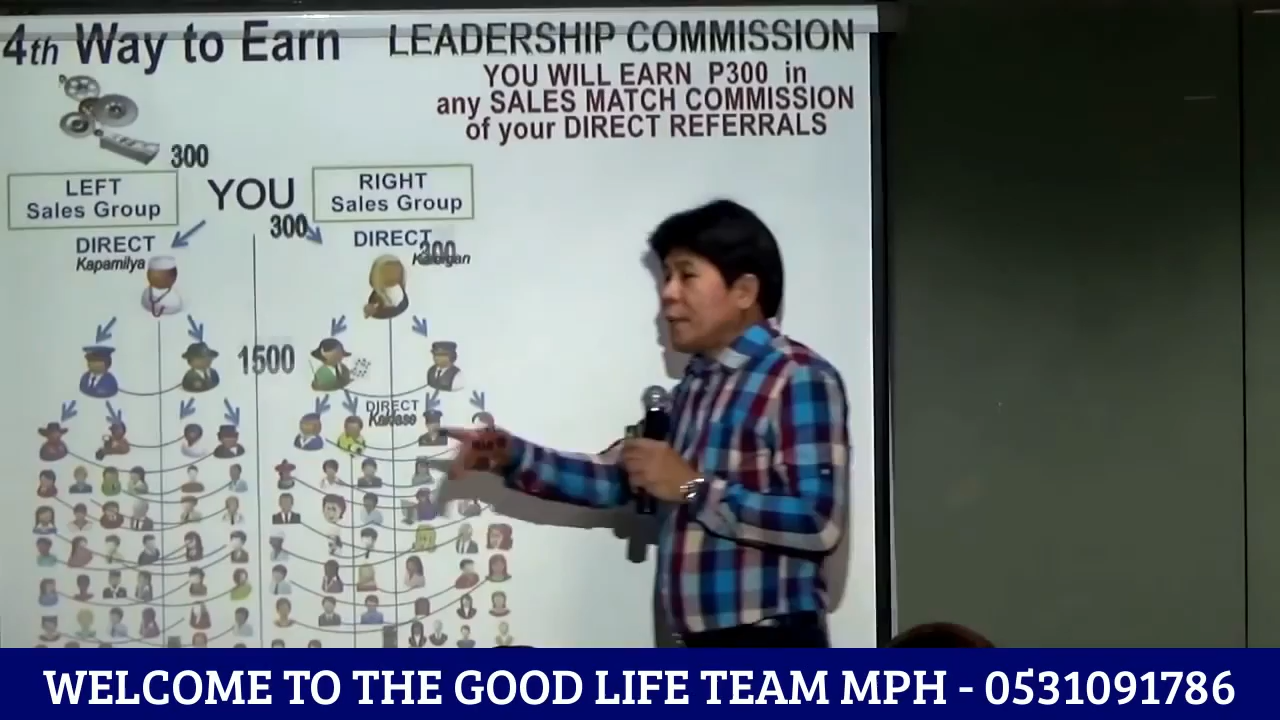 4th Way to Earn
LEADERSHIP COMMISSION
YOU WILL EARN P300 in
any SALES MATCH COMMISSION
of your DIRECT REFERRALS
300
LEFT
Sales Group
YOU
RIGHT
Sales Group
300
DIRECT
Kapamilya
DIRECT
300
1500
DIRECT
WELCOME TO THE GOOD LIFE TEAM MPH - 0531091786